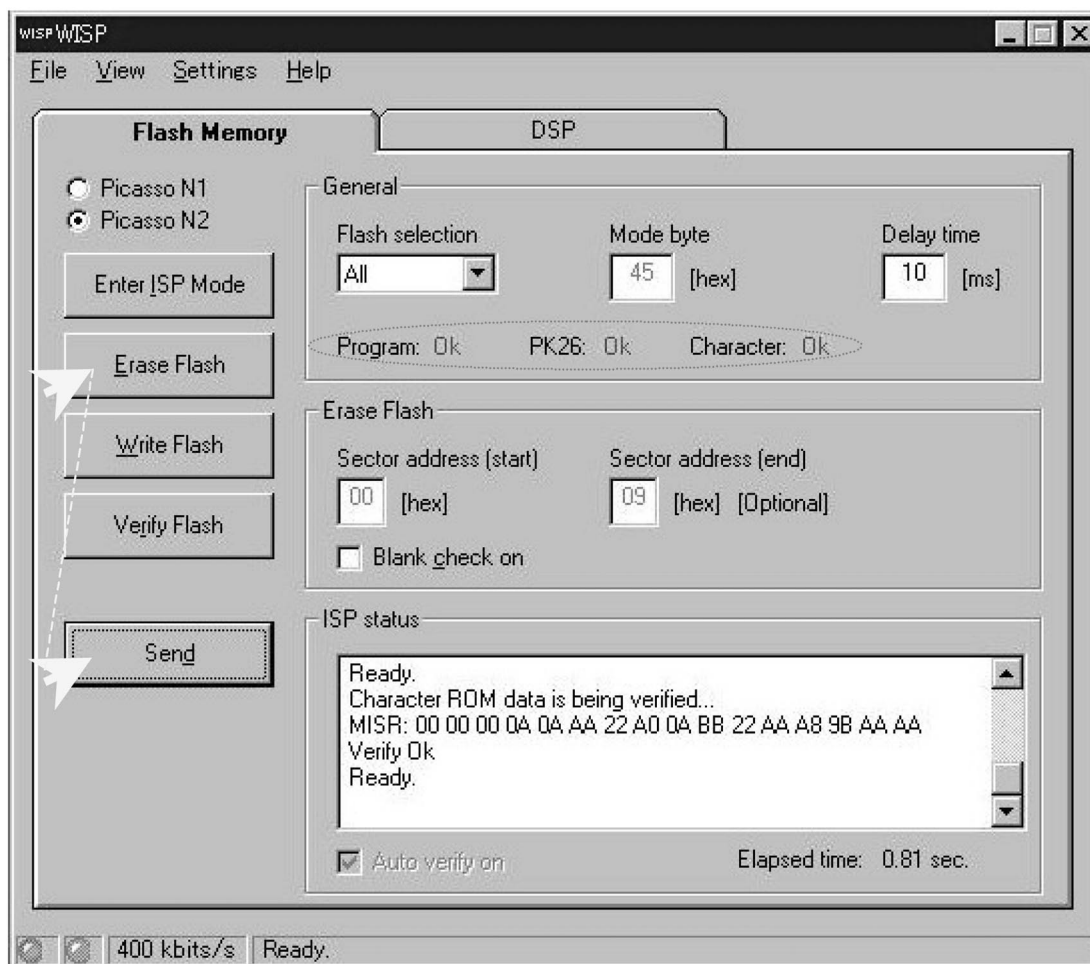 WISP WISP
File View Settings Help
Flash Memory DSP
Picasso N1
Picasso N2
Enter ISP Mode
Erase Flash
Write Flash
Verify Flash
Send
General
Flash selection Mode byte Delay time
All 45 [hex] 10 [ms]
Program: Ok PK26: Ok Character: Ok
Erase Flash
Sector address (start) Sector address (end)
00 [hex] 09 [hex] [Optional]
Blank check on
ISP status
Ready.
Character ROM data is being verified...
MISR: 00 00 00 0A 0A AA 22 A0 0A BB 22 AA A8 9B AA AA
Verify Ok
Ready.
Auto verify on Elapsed time: 0.81 sec.
400 kbits/s Ready.